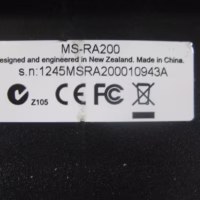 MS-RA200
esigned and engineered in New Zealand. Made in China.
s.n:1245MSRA200010943A
Z105 CE FC